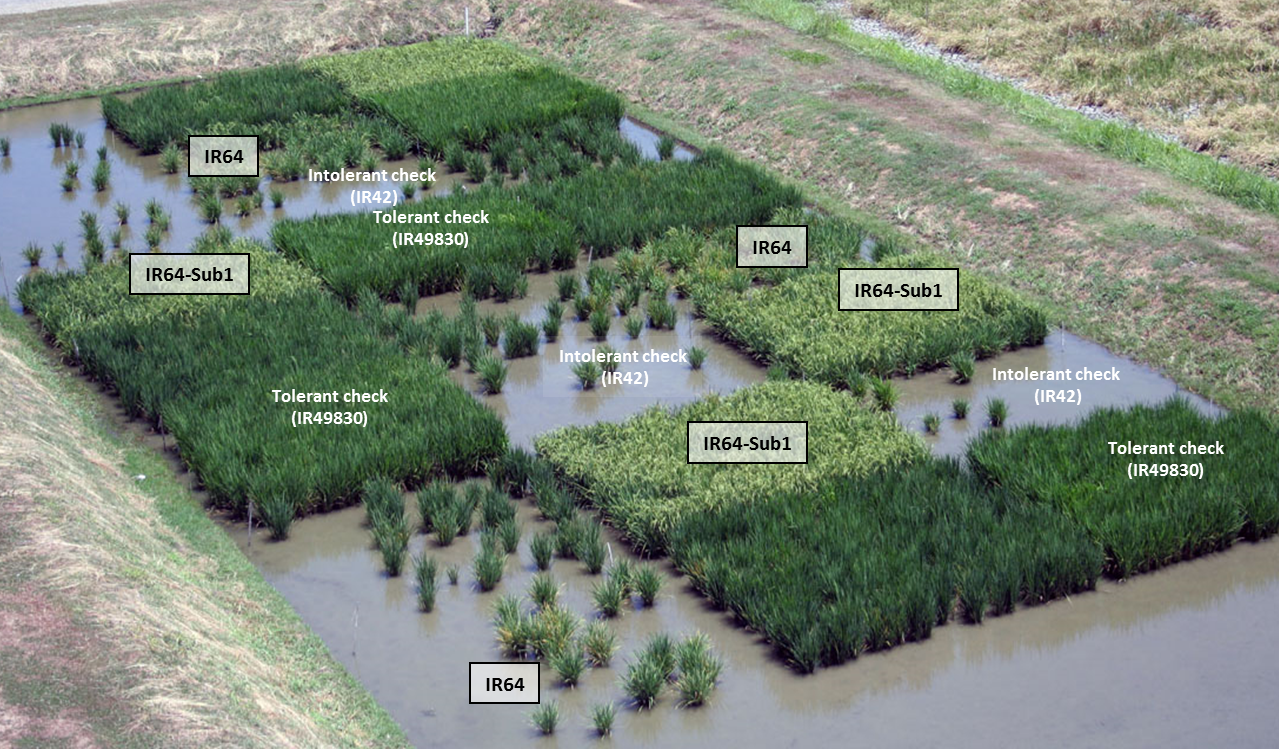 IR64
Intolerant check
(IR42)
Tolerant check
(IR49830)
IR64
IR64-Sub1
IR64-Sub1
Intolerant check
(IR42)
Intolerant check
(IR42)
Tolerant check
(IR49830)
IR64-Sub1
Tolerant check
(IR49830)
IR64